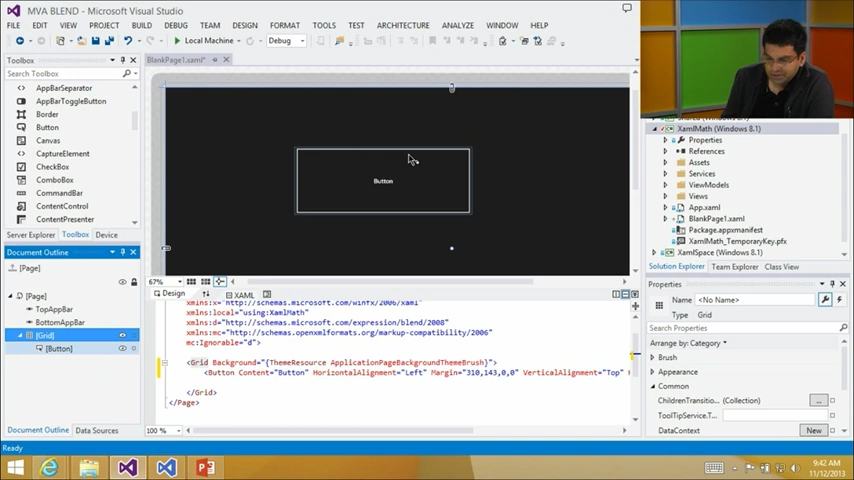 MVA BLEND - Microsoft Visual Studio
FILE EDIT VIEW PROJECT BUILD DEBUG TEAM DESIGN FORMAT TOOLS TEST ARCHITECTURE ANALYZE WINDOW HELP
Local Machine Debug
Toolbox
Search Toolbox
AppBarSeparator
AppBarToggleButton
Border
Button
Canvas
CaptureElement
CheckBox
ComboBox
CommandBar
ContentControl
ContentPresenter
Server Explorer Toolbox Device
Document Outline
[Page]
[Page]
TopAppBar
BottomAppBar
[Grid]
[Button]
Document Outline Data Sources
BlankPage1.xaml*
Button
67%
Design XAML
xmlns:x="http://schemas.microsoft.com/winfx/2006/xaml"
xmlns:local="using:XamlMath"
xmlns:d="http://schemas.microsoft.com/expression/blend/2008"
xmlns:mc="http://schemas.openxmlformats.org/markup-compatibility/2006"
mc:Ignorable="d">
<Grid Background="{ThemeResource ApplicationPageBackgroundThemeBrush}">
<Button Content="Button" HorizontalAlignment="Left" Margin="310,143,0,0" VerticalAlignment="Top"
</Grid>
</Page>
100 %
XamlMath (Windows 8.1)
Properties
References
Assets
Services
ViewModels
Views
App.xaml
BlankPage1.xaml
Package.appxmanifest
XamlMath_TemporaryKey.pfx
XamlSpace (Windows 8.1)
Solution Explorer Team Explorer Class View
Properties
Name <No Name>
Type Grid
Search Properties
Arrange by: Category
Brush
Appearance
Common
ChildrenTransitio... (Collection) ...
ToolTipService.T...
DataContext New
Ready
9:42 AM
11/12/2013